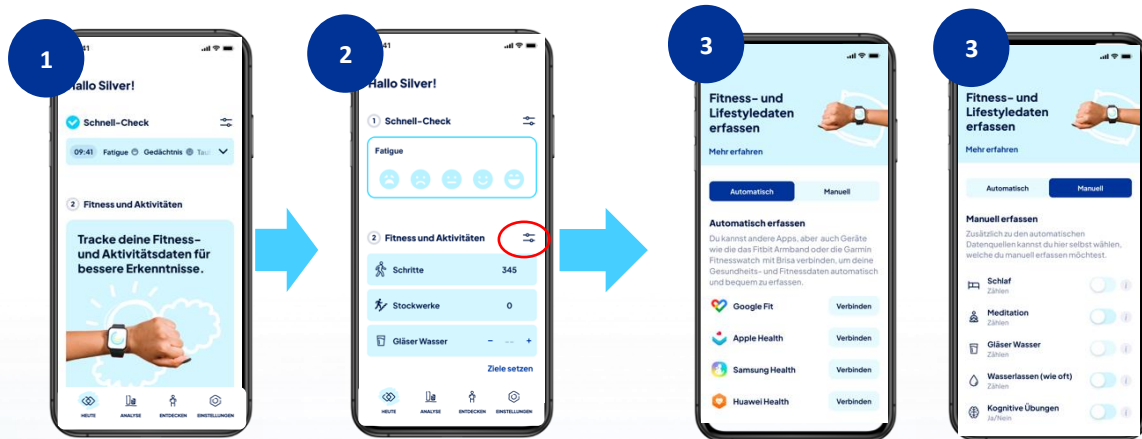 1
:41
Hallo Silver!
Schnell-Check
09:41 Fatigue Gedächtnis Tau
2 Fitness und Aktivitäten
Tracke deine Fitness-
und Aktivitätsdaten für
bessere Erkenntnisse.
HEUTE ANALYSE ENTDECKEN EINSTELLUNGEN
2
41
Hallo Silver!
1 Schnell-Check
Fatigue
2 Fitness und Aktivitäten
Schritte 345
Stockwerke 0
Gläser Wasser - -- +
Ziele setzen
HEUTE ANALYSE ENTDECKEN EINSTELLUNGEN
3
Fitness- und
Lifestyledaten
erfassen
Mehr erfahren
Automatisch Manuell
Automatisch erfassen
Du kannst andere Apps, aber auch Geräte
wie die das Fitbit Armband oder die Garmin
Fitnesswatch mit Brisa verbinden, um deine
Gesundheits- und Fitnessdaten automatisch
und bequem zu erfassen.
Google Fit Verbinden
Apple Health Verbinden
Samsung Health Verbinden
Huawei Health Verbinden
3
Fitness- und
Lifestyledaten
erfassen
Mehr erfahren
Automatisch Manuell
Manuell erfassen
Zusätzlich zu den automatischen
Datenquellen kannst du hier selbst wählen,
welche du manuell erfassen möchtest.
Schlaf
Zählen
i
Meditation
Zählen
i
Gläser Wasser
Zählen
i
Wasserlassen (wie oft)
Zählen
i
Kognitive Übungen
Ja/Nein
i